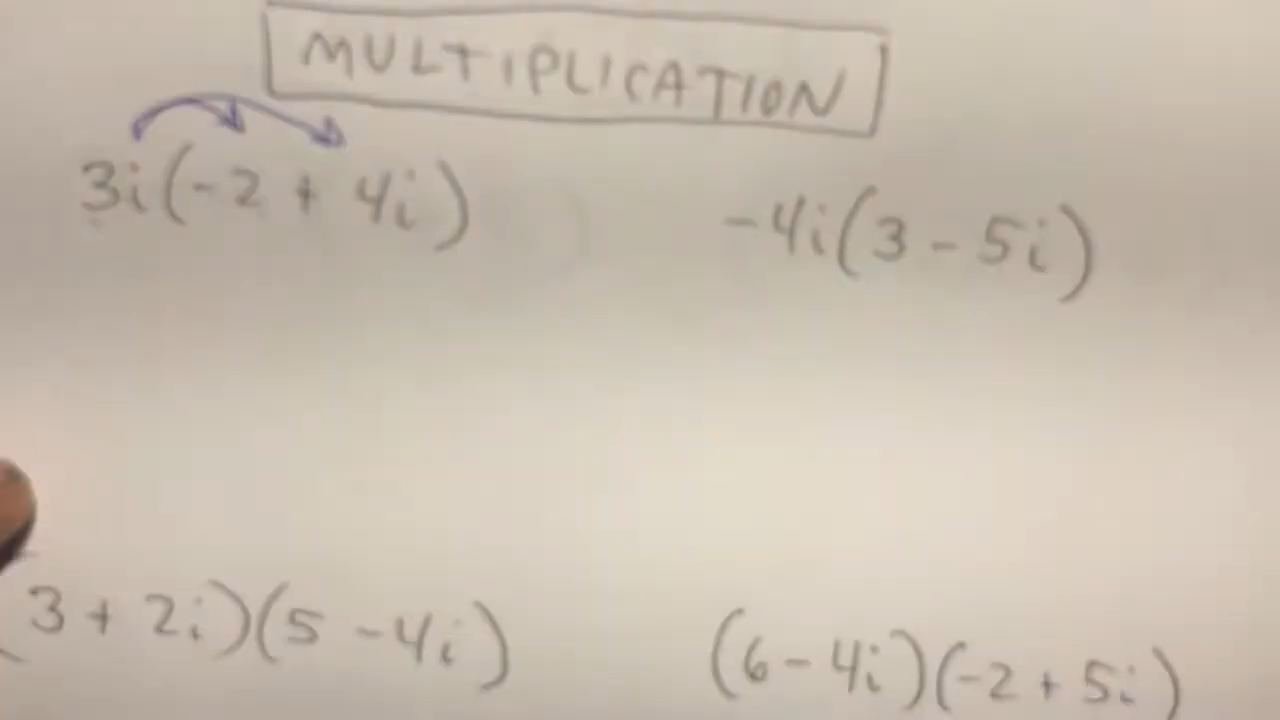 MULTIPLICATION
3i(-2 + 4i)
-4i(3 - 5i)
(3 + 2i)(5 - 4i)
(6 - 4i)(-2 + 5i)